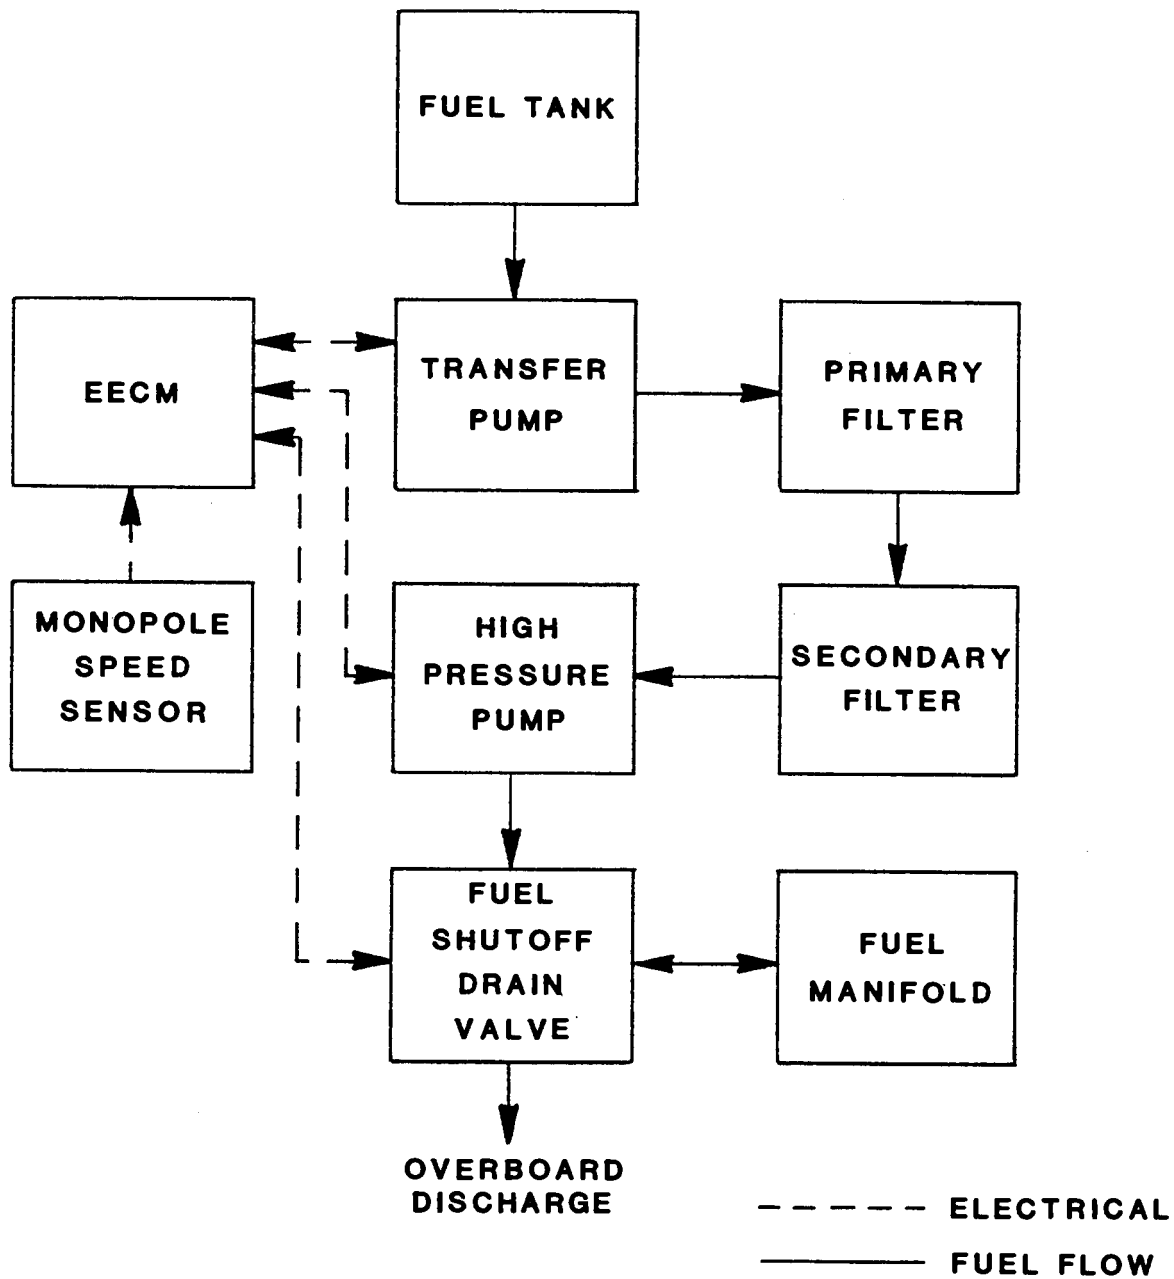 FUEL TANK
EECM
TRANSFER
PUMP
PRIMARY
FILTER
MONOPOLE
SPEED
SENSOR
HIGH
PRESSURE
PUMP
SECONDARY
FILTER
FUEL
SHUTOFF
DRAIN
VALVE
FUEL
MANIFOLD
OVERBOARD
DISCHARGE
ELECTRICAL
FUEL FLOW